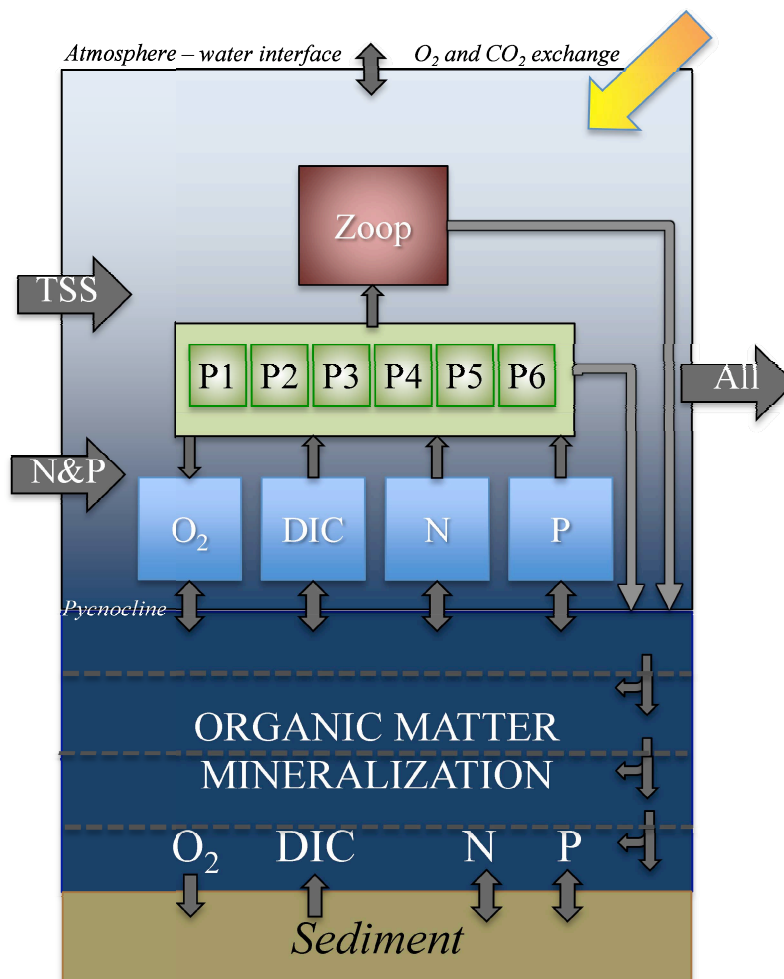 Atmosphere – water interface
O₂ and CO₂ exchange
Zoop
TSS
P1 P2 P3 P4 P5 P6
All
N&P
O₂ DIC N P
Pycnocline
ORGANIC MATTER
MINERALIZATION
O₂ DIC N P
Sediment